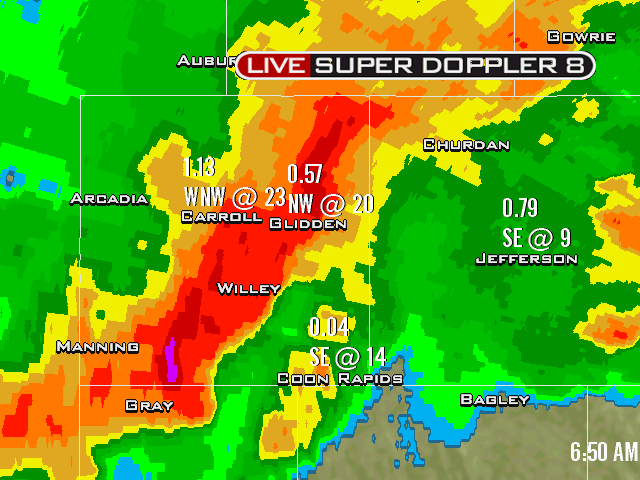 GOWRIE
AUBUR
LIVE SUPER DOPPLER 8
CHURDAN
1.13
WNW @ 23
CARROLL
0.57
NW @ 20
GLIDDEN
ARCADIA
0.79
SE @ 9
JEFFERSON
WILLEY
0.04
SE @ 14
COON RAPIDS
MANNING
GRAY
BAGLEY
6:50 AM